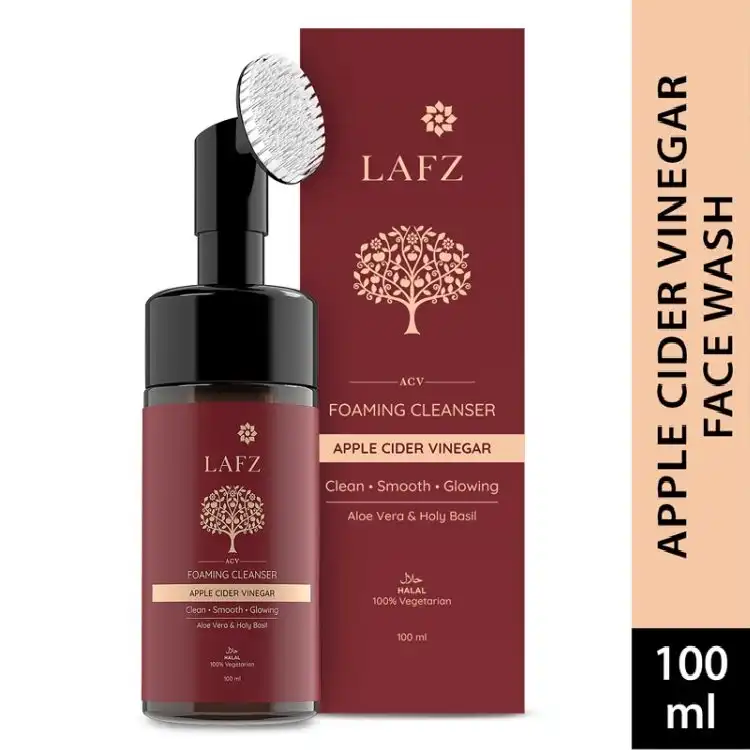 LAFZ
ACV
FOAMING CLEANSER
APPLE CIDER VINEGAR
Clean • Smooth • Glowing
Aloe Vera & Holy Basil
حلال
HALAL
100% Vegetarian
100 ml
LAFZ
ACV
FOAMING CLEANSER
APPLE CIDER VINEGAR
Clean • Smooth • Glowing
Aloe Vera & Holy Basil
حلال
HALAL
100% Vegetarian
100 ml
APPLE CIDER VINEGAR
FACE WASH
100
ml